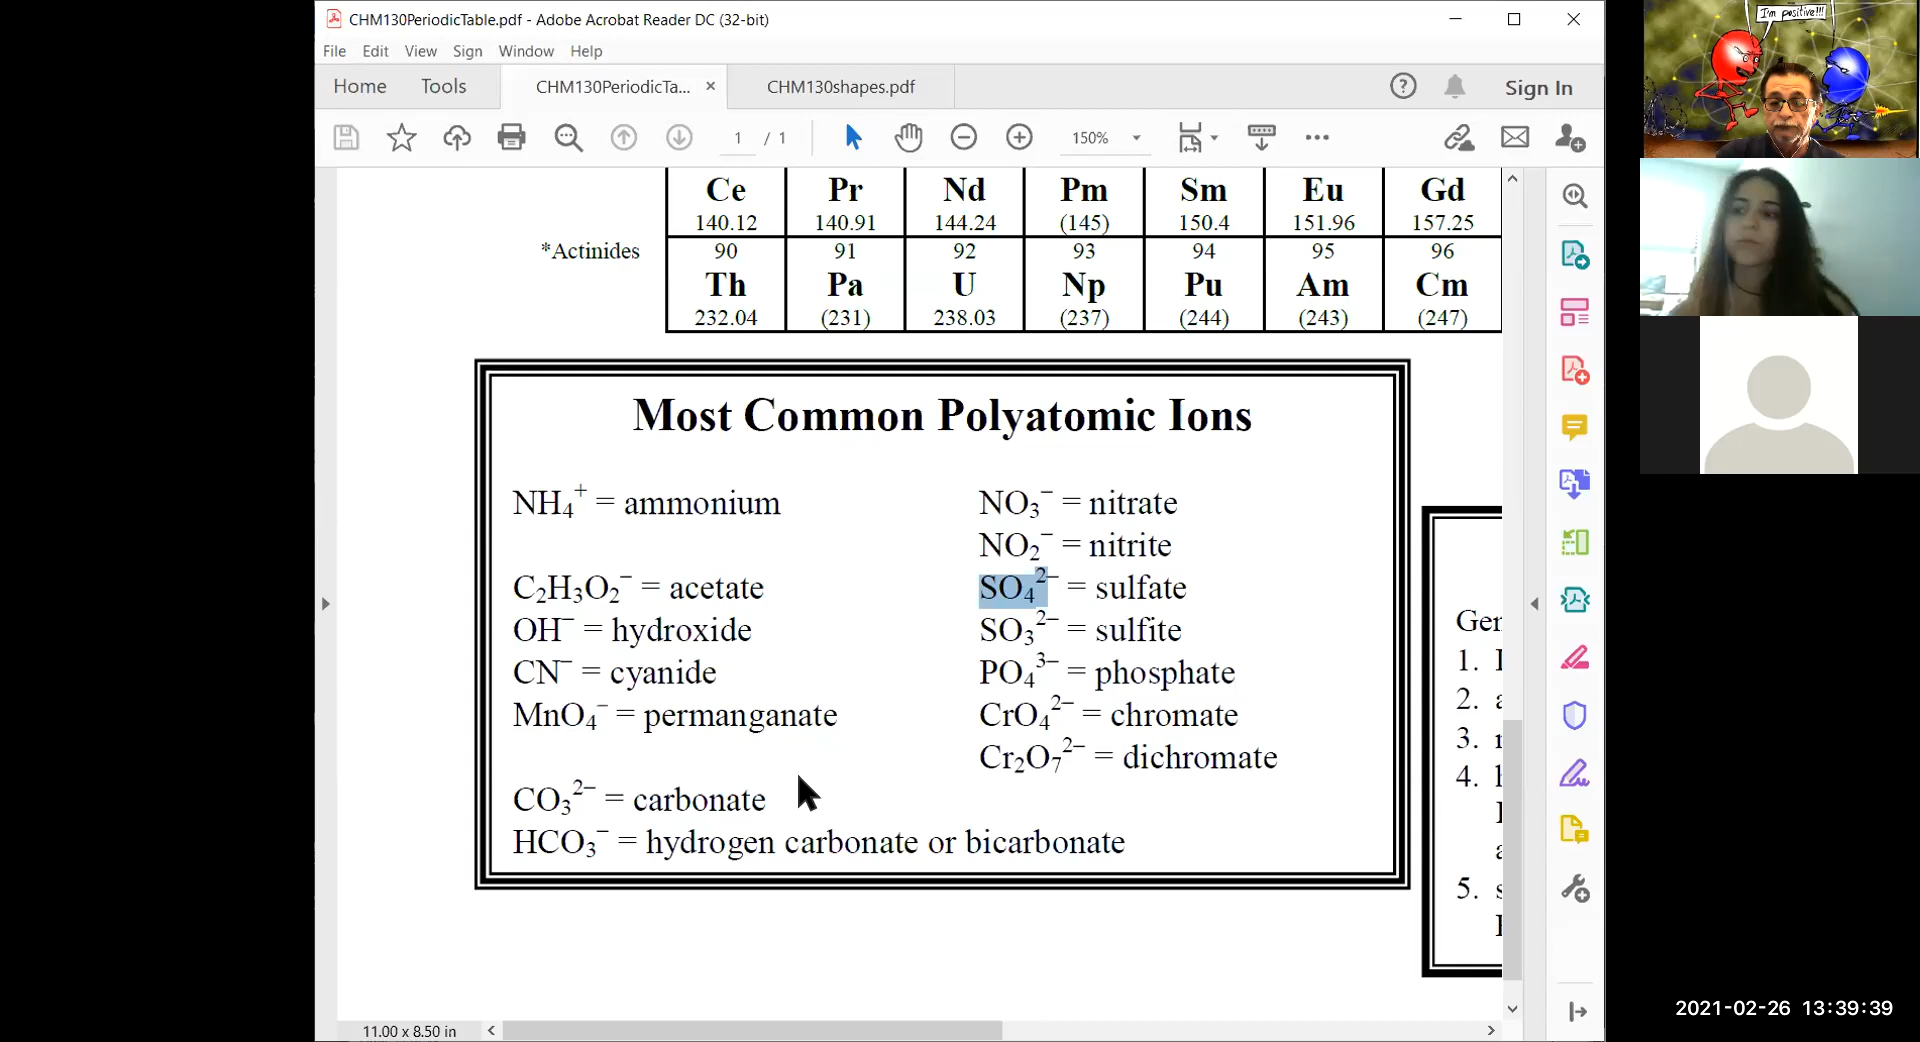 CHM130PeriodicTable.pdf - Adobe Acrobat Reader DC (32-bit)
File Edit View Sign Window Help
Home Tools CHM130PeriodicTa... × CHM130shapes.pdf Sign In
1 / 1 150%
I'm positive!!!
Ce Pr Nd Pm Sm Eu Gd
140.12 140.91 144.24 (145) 150.4 151.96 157.25
*Actinides 90 91 92 93 94 95 96
Th Pa U Np Pu Am Cm
232.04 (231) 238.03 (237) (244) (243) (247)
Most Common Polyatomic Ions
NH₄⁺ = ammonium NO₃⁻ = nitrate
NO₂⁻ = nitrite
C₂H₃O₂⁻ = acetate SO₄²⁻ = sulfate
OH⁻ = hydroxide SO₃²⁻ = sulfite
CN⁻ = cyanide PO₄³⁻ = phosphate
MnO₄⁻ = permanganate CrO₄²⁻ = chromate
Cr₂O₇²⁻ = dichromate
CO₃²⁻ = carbonate
HCO₃⁻ = hydrogen carbonate or bicarbonate
1.
2.
3.
4.
5.
11.00 x 8.50 in
2021-02-26 13:39:39